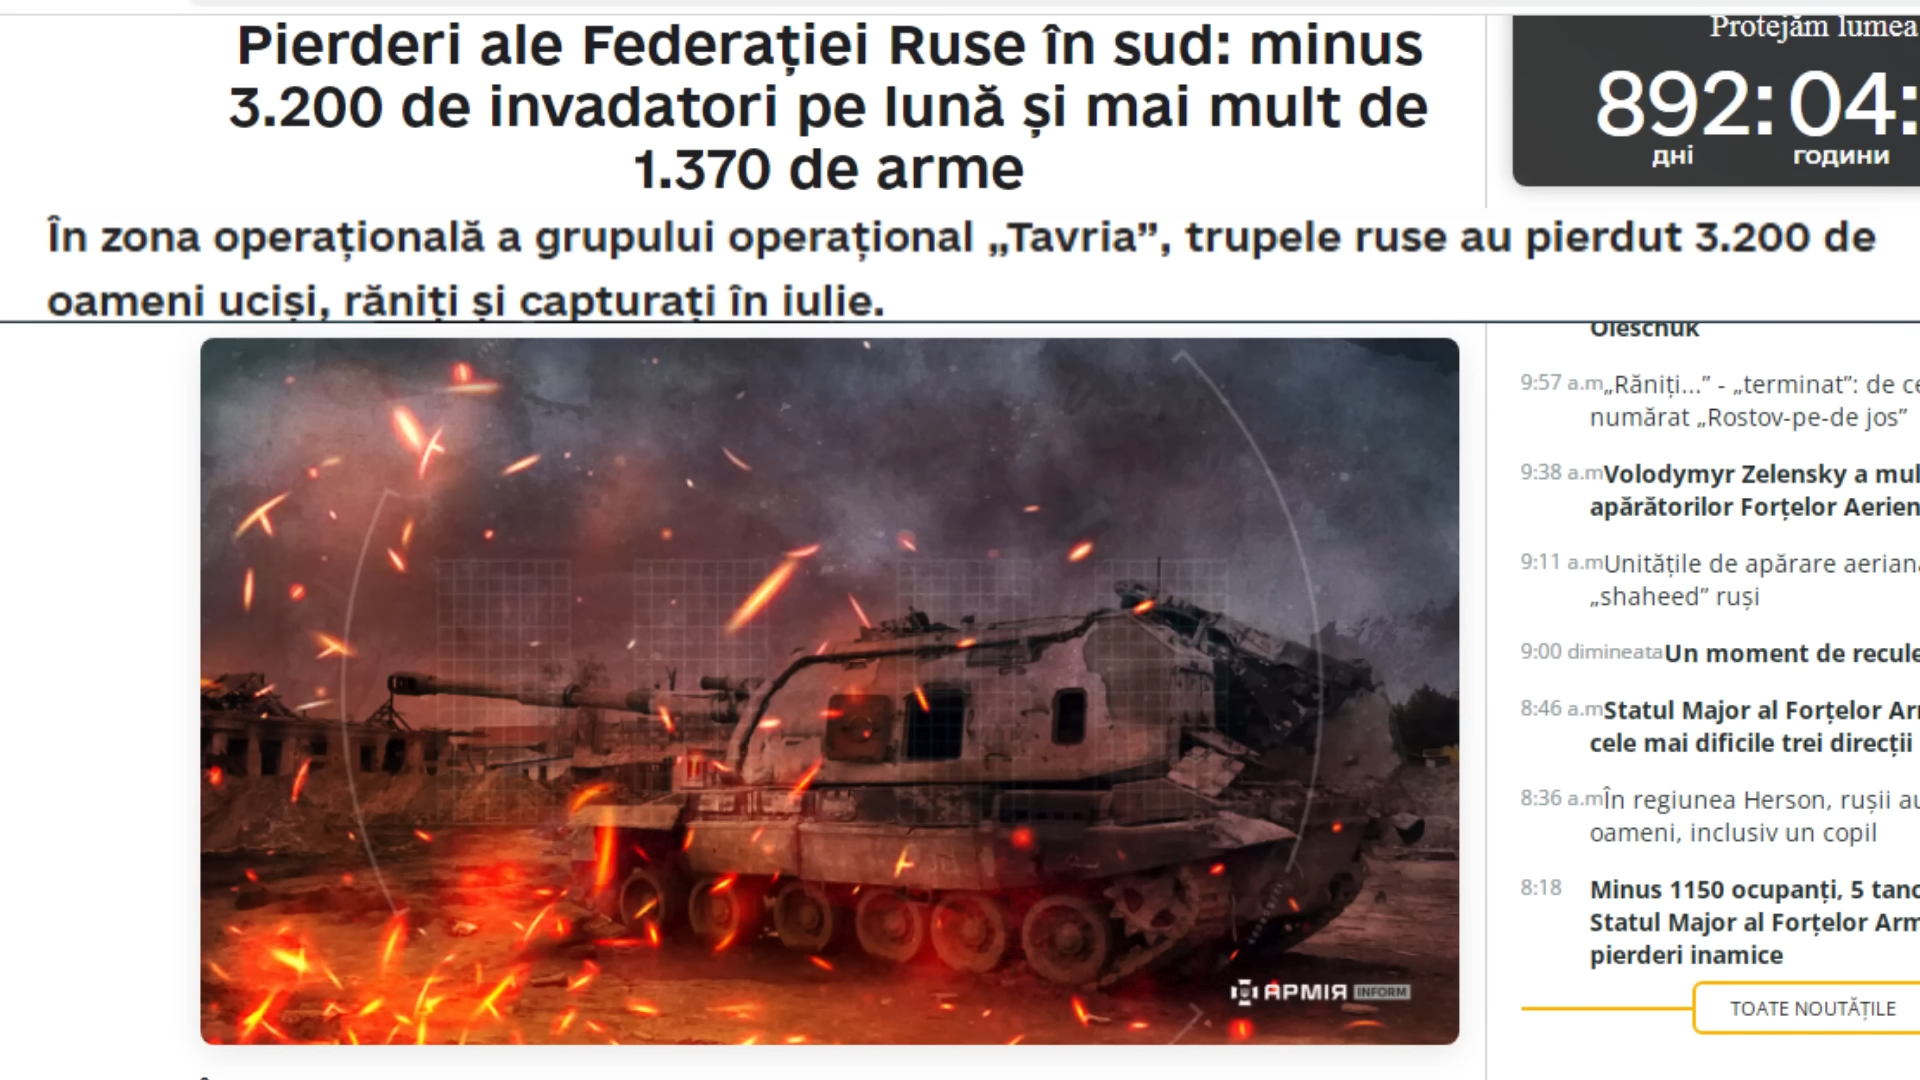 Pierderi ale Federației Ruse în sud: minus
3.200 de invadatori pe lună și mai mult de
1.370 de arme
În zona operațională a grupului operațional „Tavria”, trupele ruse au pierdut 3.200 de
oameni uciși, răniți și capturați în iulie.
Protejăm lumea
892:04:
дні години
Oleschuk
9:57 a.m„Răniți...” - „terminat”: de ce
numărat „Rostov-pe-de jos”
9:38 a.mVolodymyr Zelensky a mul
apărătorilor Forțelor Aerien
9:11 a.mUnitățile de apărare aeriană
„shaheed” ruși
9:00 dimineataUn moment de recule
8:46 a.mStatul Major al Forțelor Arm
cele mai dificile trei direcții
8:36 a.mÎn regiunea Herson, rușii au
oameni, inclusiv un copil
8:18 Minus 1150 ocupanți, 5 tanc
Statul Major al Forțelor Arm
pierderi inamice
TOATE NOUTĂȚILE
АРМІЯ INFORM